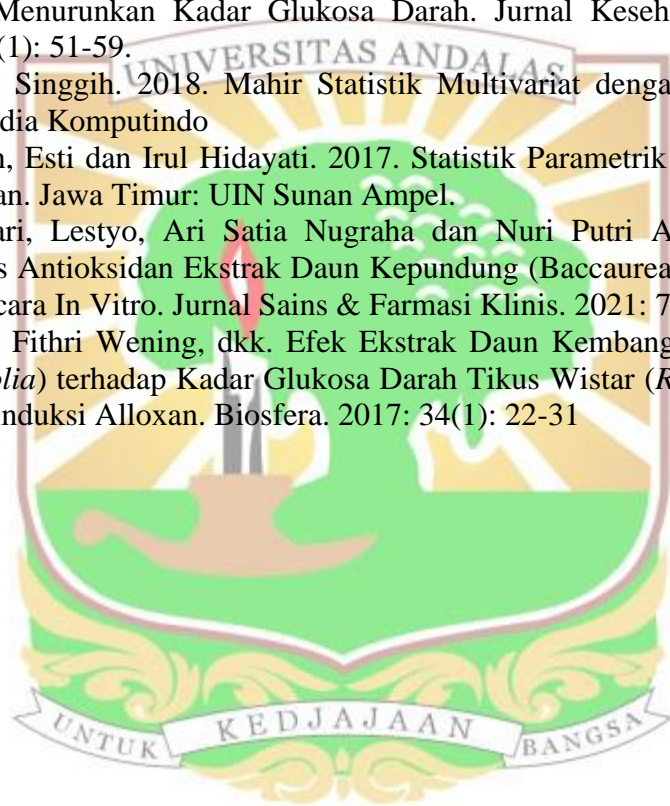 Menurunkan Kadar Glukosa Darah. Jurnal Keseh
(1): 51-59.
UNIVERSITAS ANDALAS
Singgih. 2018. Mahir Statistik Multivariat denga
dia Komputindo
n, Esti dan Irul Hidayati. 2017. Statistik Parametrik
an. Jawa Timur: UIN Sunan Ampel.
ari, Lestyo, Ari Satia Nugraha dan Nuri Putri A
s Antioksidan Ekstrak Daun Kepundung (Baccaurea
cara In Vitro. Jurnal Sains & Farmasi Klinis. 2021: 7
Fithri Wening, dkk. Efek Ekstrak Daun Kembang
olia) terhadap Kadar Glukosa Darah Tikus Wistar (R
induksi Alloxan. Biosfera. 2017: 34(1): 22-31
UNTUK KEDJAJAAN BANGSA